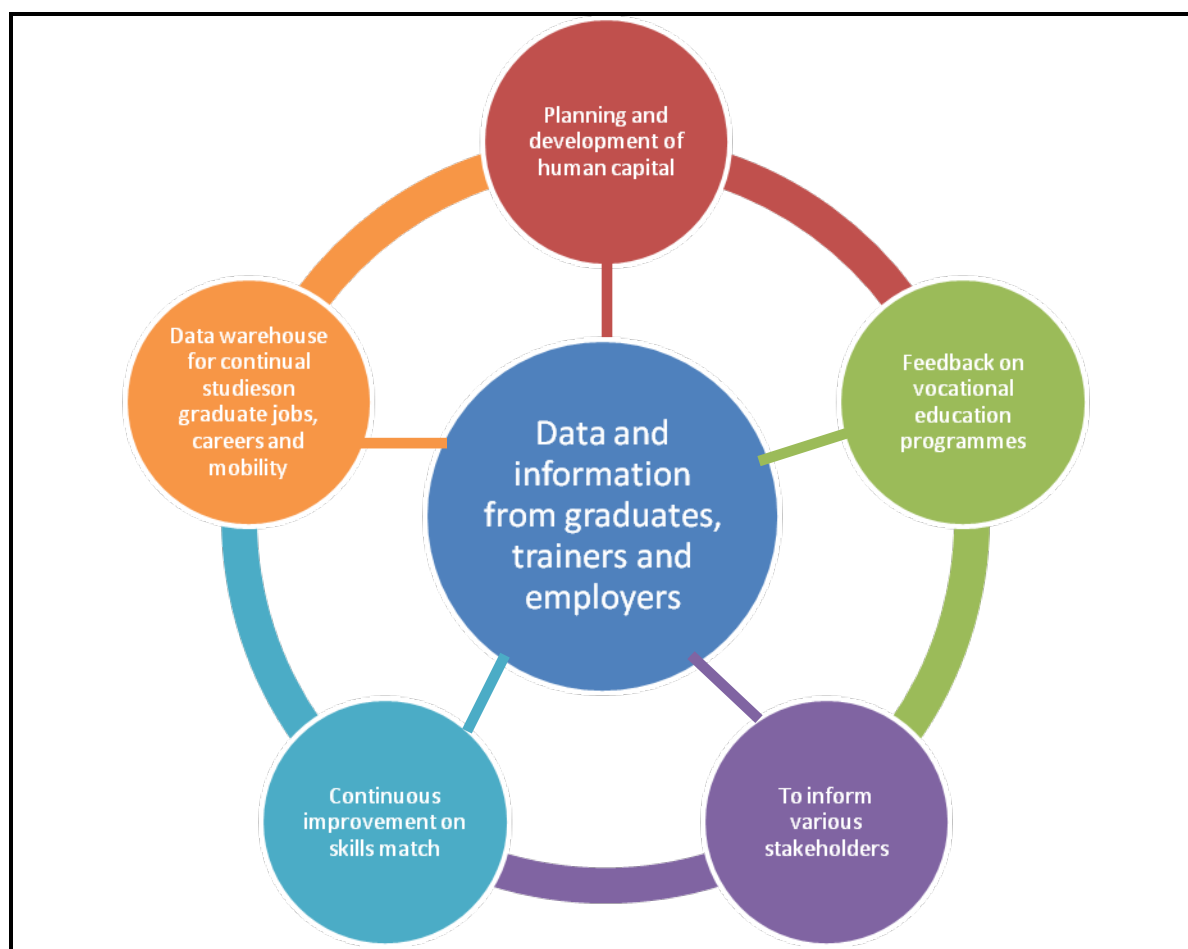 Planning and
development of
human capital
Data warehouse
for continual
studieson
graduate jobs,
careers and
mobility
Feedback on
vocational
education
programmes
Data and
information
from graduates,
trainers and
employers
Continuous
improvement on
skills match
To inform
various
stakeholders